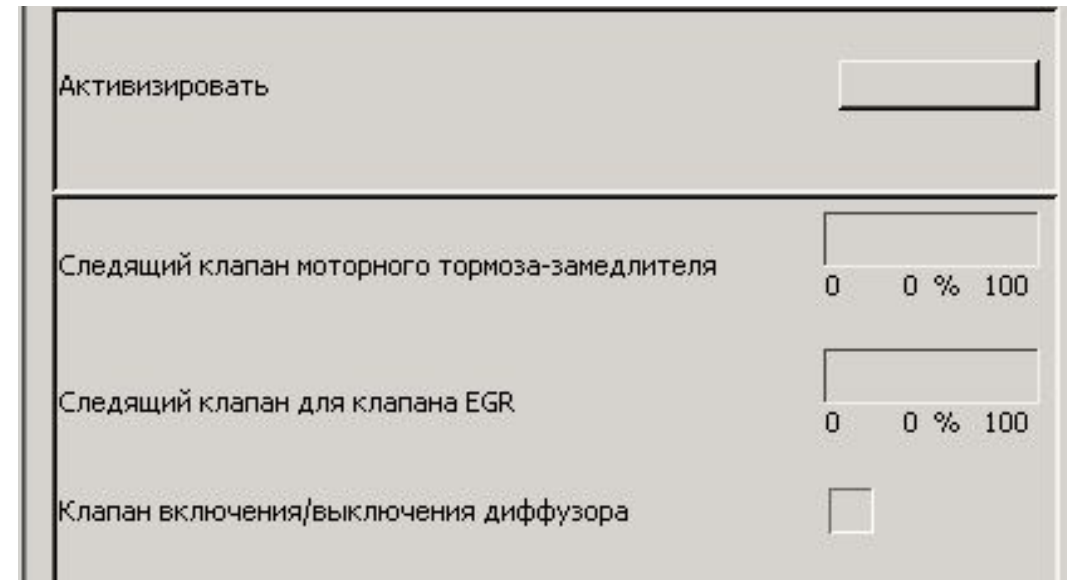 Активизировать
Следящий клапан моторного тормоза-замедлителя
0 0 % 100
Следящий клапан для клапана EGR
0 0 % 100
Клапан включения/выключения диффузора